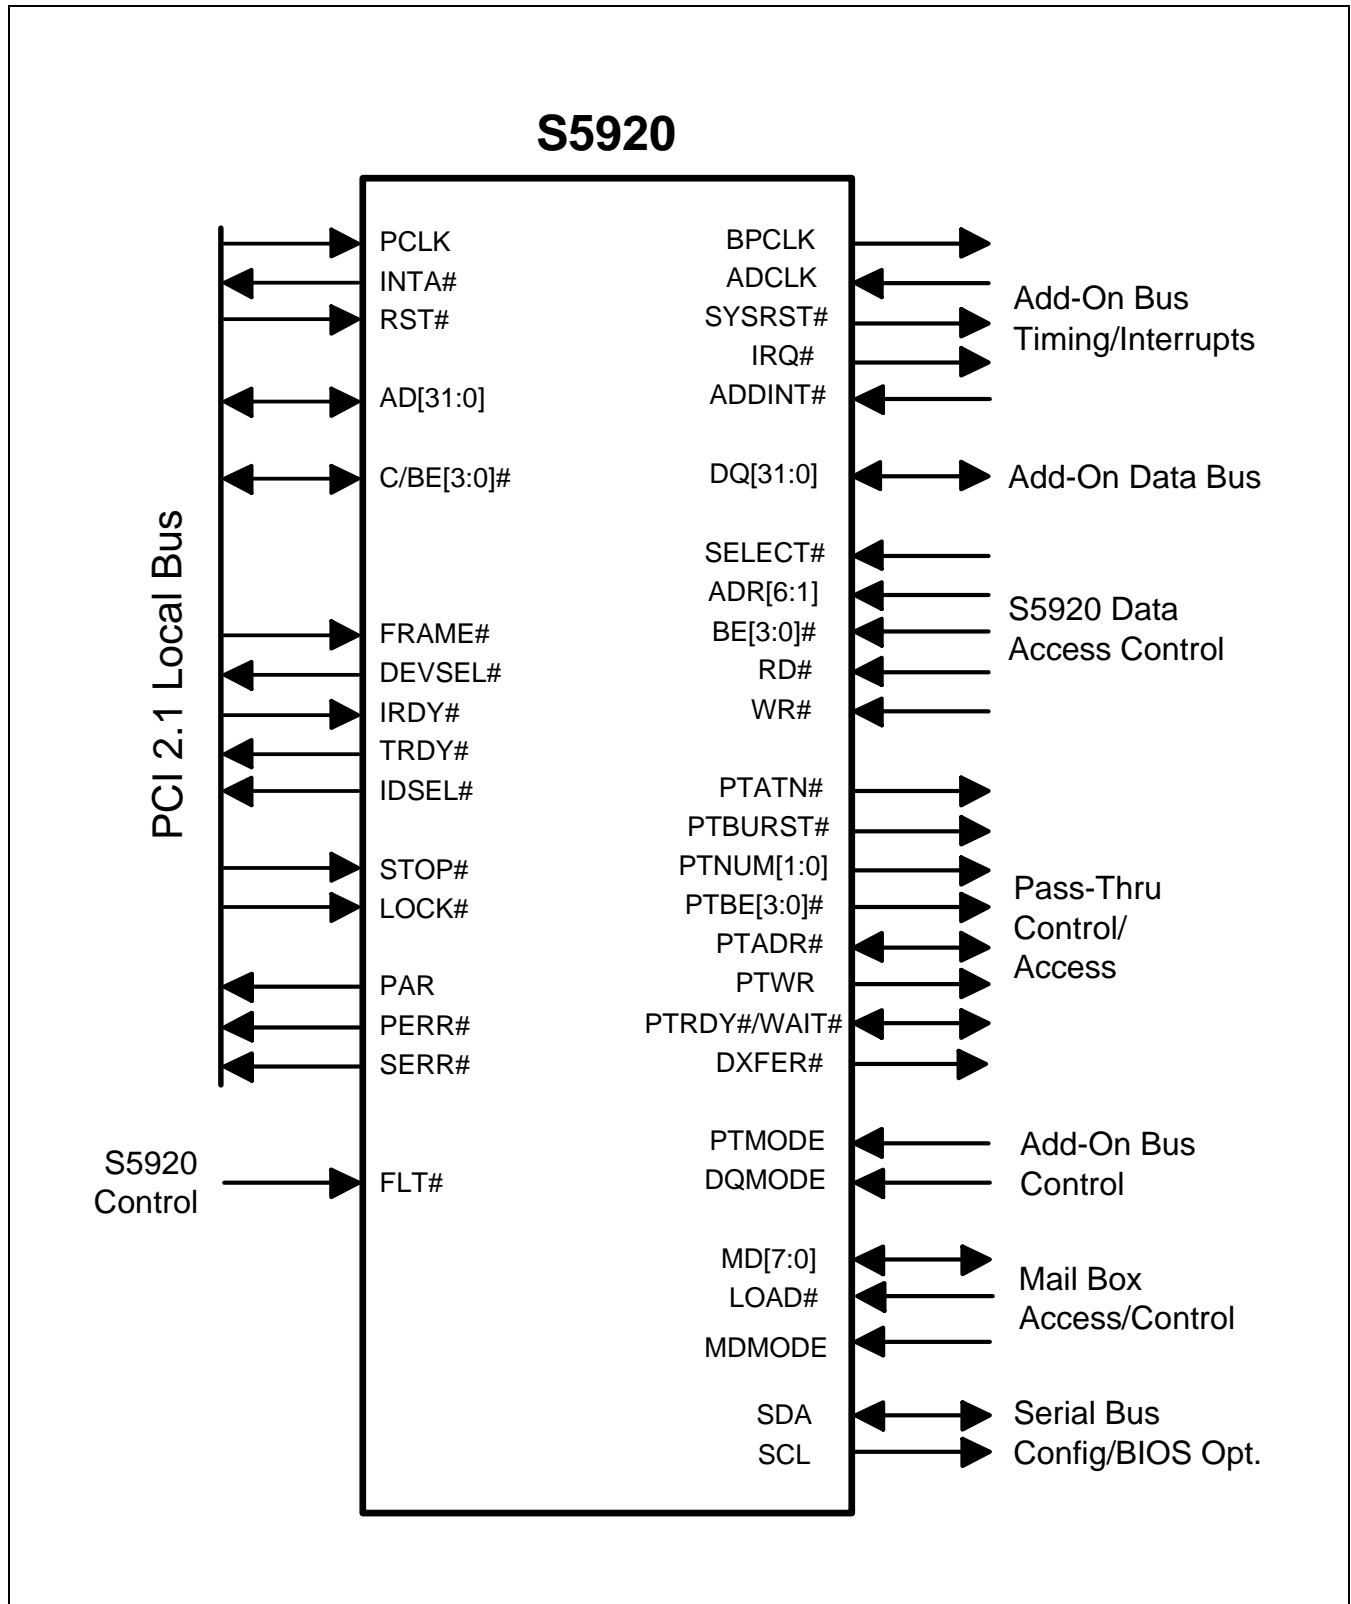 S5920
PCI 2.1 Local Bus
PCLK
INTA#
RST#
AD[31:0]
C/BE[3:0]#
FRAME#
DEVSEL#
IRDY#
TRDY#
IDSEL#
STOP#
LOCK#
PAR
PERR#
SERR#
S5920
Control
FLT#
BPCLK
ADCLK
SYSRST#
IRQ#
ADDINT#
Add-On Bus
Timing/Interrupts
DQ[31:0]
Add-On Data Bus
SELECT#
ADR[6:1]
BE[3:0]#
RD#
WR#
S5920 Data
Access Control
PTATN#
PTBURST#
PTNUM[1:0]
PTBE[3:0]#
PTADR#
PTWR
PTRDY#/WAIT#
DXFER#
Pass-Thru
Control/
Access
PTMODE
DQMODE
Add-On Bus
Control
MD[7:0]
LOAD#
MDMODE
Mail Box
Access/Control
SDA
SCL
Serial Bus
Config/BIOS Opt.